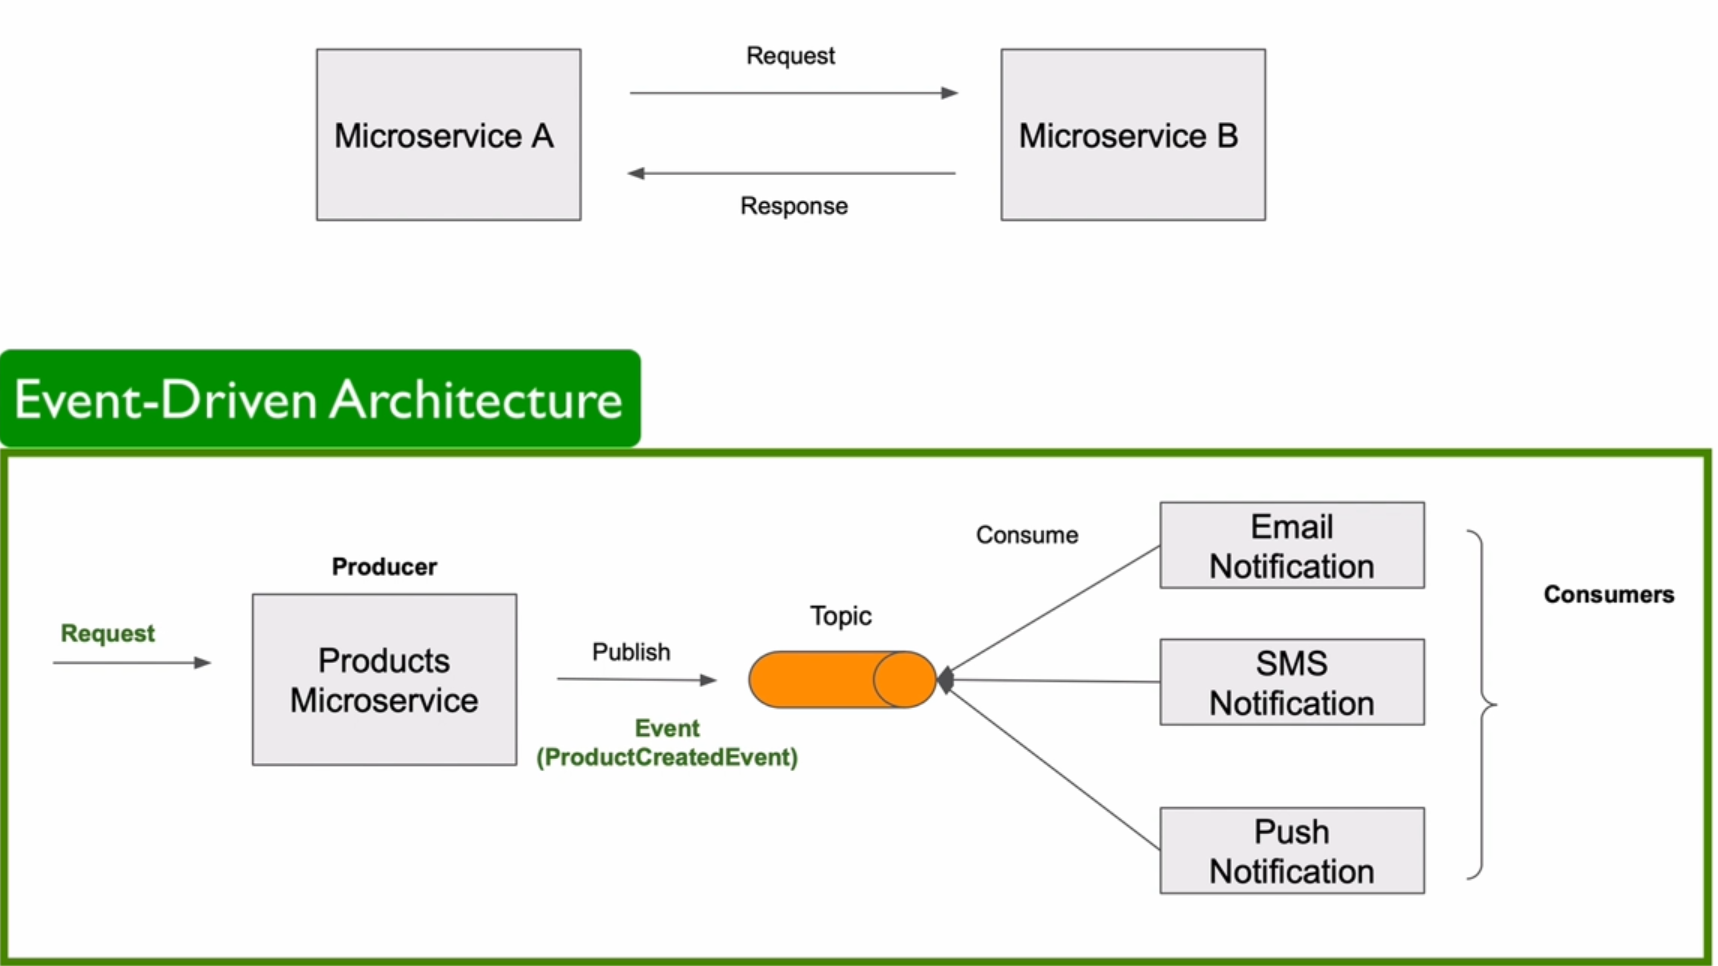 Request
Microservice A
Microservice B
Response
Event-Driven Architecture
Producer
Request
Products
Microservice
Publish
Event
(ProductCreatedEvent)
Topic
Consume
Email
Notification
SMS
Notification
Push
Notification
Consumers